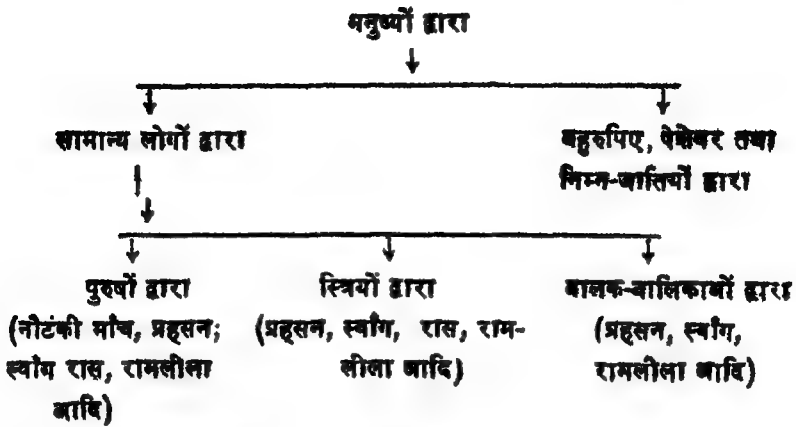 मनुष्यों द्वारा
सामान्य लोगों द्वारा
बहुरुपिए, पेशेवर तथा
निम्न-जातियों द्वारा
पुरुषों द्वारा
(नौटंकी माँच, प्रहसन;
स्वाँग रास, रामलीला
आदि)
स्त्रियों द्वारा
(प्रहसन, स्वाँग, रास, राम-
लीला आदि)
बालक-बालिकाओं द्वारा
(प्रहसन, स्वाँग,
रामलीला आदि)